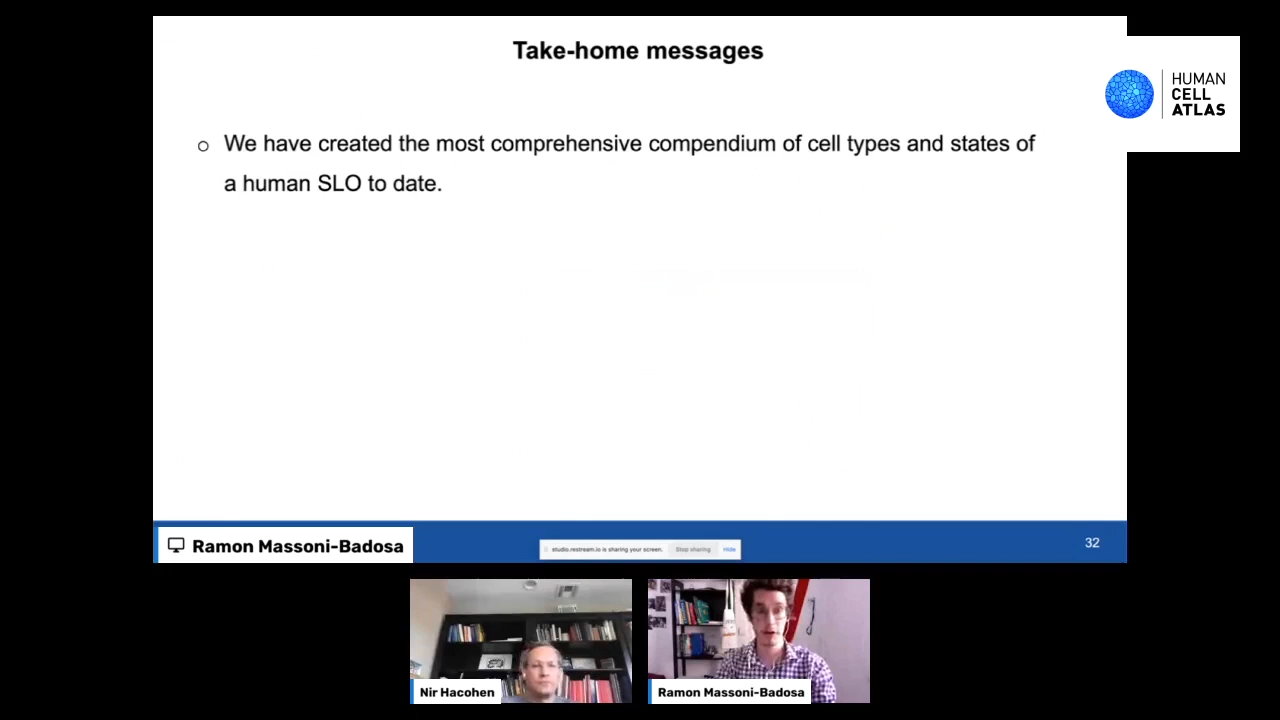 Take-home messages
HUMAN
CELL
ATLAS
○ We have created the most comprehensive compendium of cell types and states of
a human SLO to date.
Ramon Massoni-Badosa
studio.restream.io is sharing your screen. Stop sharing Hide
32
Nir Hacohen
Ramon Massoni-Badosa